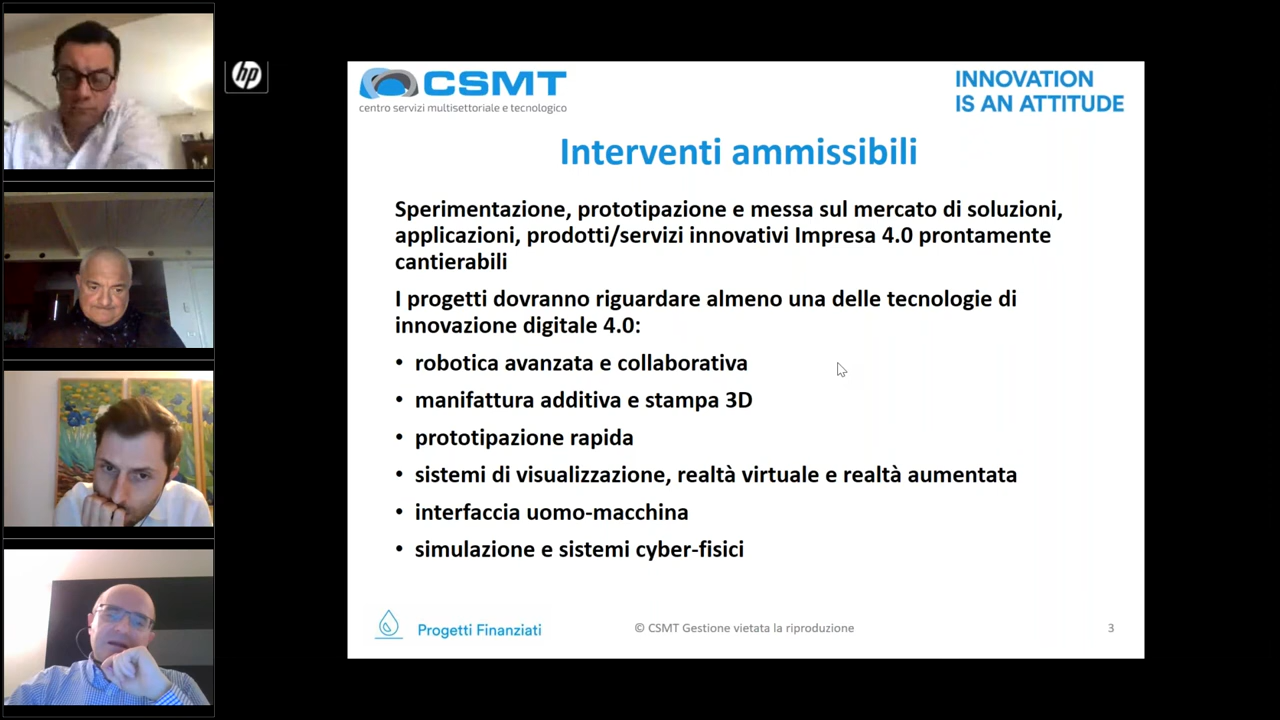 hp
CSMT
centro servizi multisettoriale e tecnologico
INNOVATION
IS AN ATTITUDE
Interventi ammissibili
Sperimentazione, prototipazione e messa sul mercato di soluzioni,
applicazioni, prodotti/servizi innovativi Impresa 4.0 prontamente
cantierabili
I progetti dovranno riguardare almeno una delle tecnologie di
innovazione digitale 4.0:
• robotica avanzata e collaborativa
• manifattura additiva e stampa 3D
• prototipazione rapida
• sistemi di visualizzazione, realtà virtuale e realtà aumentata
• interfaccia uomo-macchina
• simulazione e sistemi cyber-fisici
Progetti Finanziati
© CSMT Gestione vietata la riproduzione
3